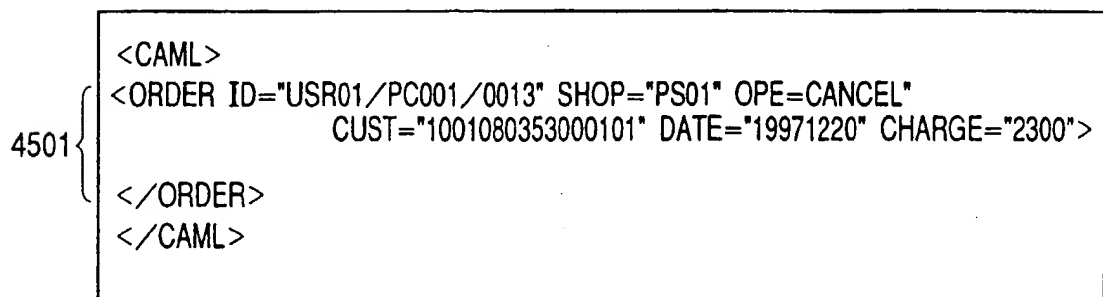 <CAML>
<ORDER ID="USR01/PC001/0013" SHOP="PS01" OPE=CANCEL"
CUST="1001080353000101" DATE="19971220" CHARGE="2300">
4501
</ORDER>
</CAML>